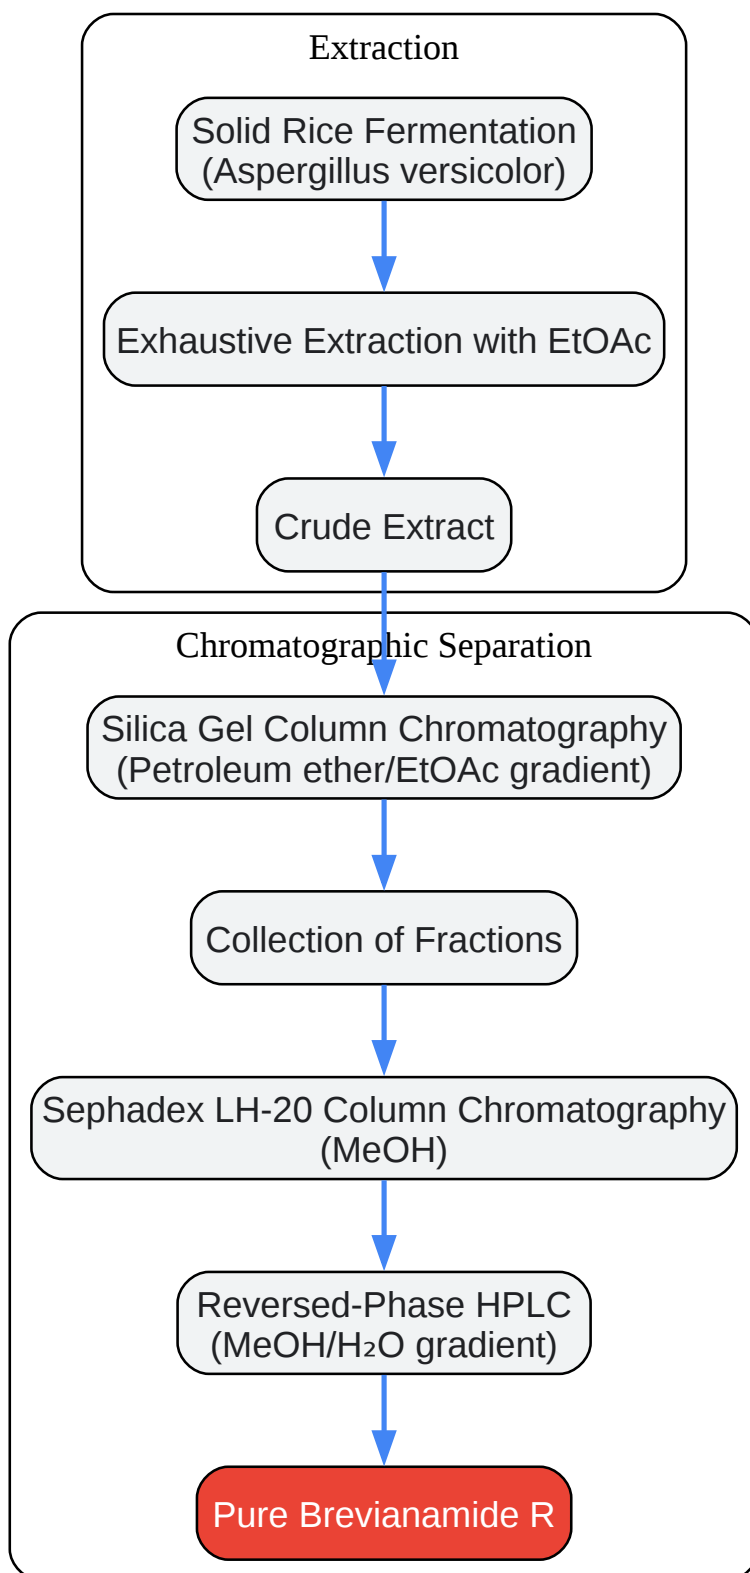 Extraction
Solid Rice Fermentation
(Aspergillus versicolor)
Exhaustive Extraction with EtOAc
Crude Extract
Chromatographic Separation
Silica Gel Column Chromatography
(Petroleum ether/EtOAc gradient)
Collection of Fractions
Sephadex LH-20 Column Chromatography
(MeOH)
Reversed-Phase HPLC
(MeOH/H₂O gradient)
Pure Brevianamide R